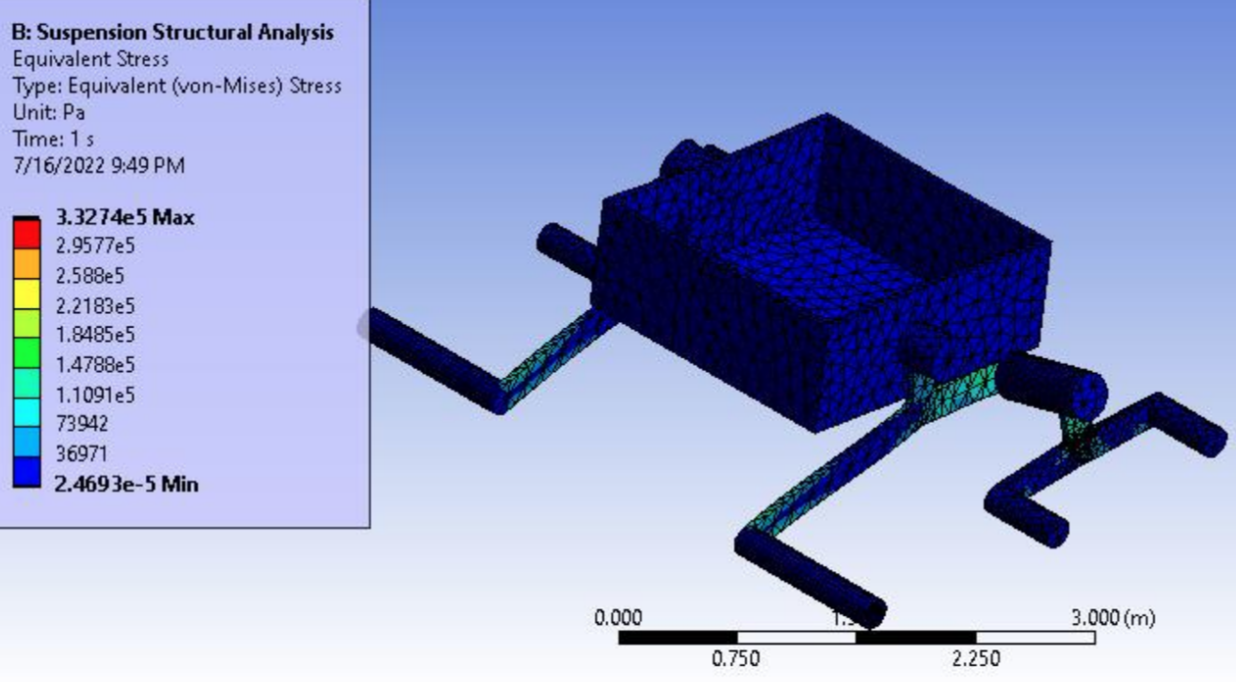 B: Suspension Structural Analysis
Equivalent Stress
Type: Equivalent (von-Mises) Stress
Unit: Pa
Time: 1 s
7/16/2022 9:49 PM
3.3274e5 Max
2.9577e5
2.588e5
2.2183e5
1.8485e5
1.4788e5
1.1091e5
73942
36971
2.4693e-5 Min
0.000 3.000 (m)
0.750 2.250